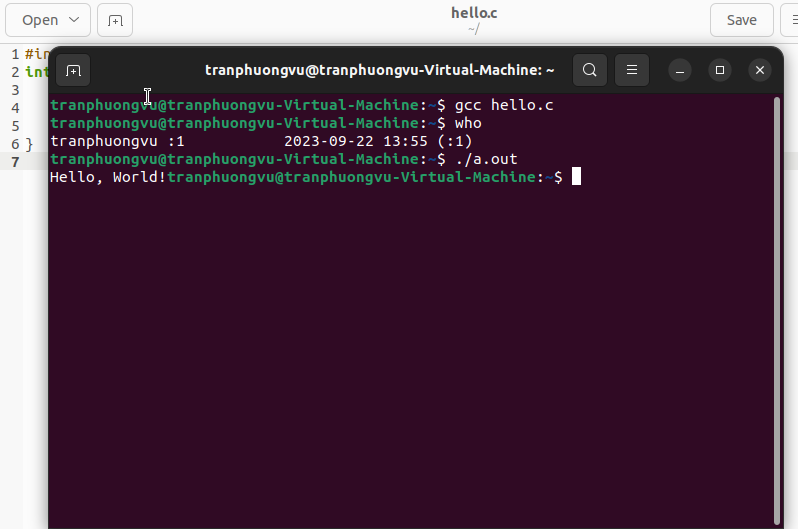 Open
hello.c
~/
Save
1 #in
2 int
3
4
5
6 }
7
tranphuongvu@tranphuongvu-Virtual-Machine: ~
tranphuongvu@tranphuongvu-Virtual-Machine:~$ gcc hello.c
tranphuongvu@tranphuongvu-Virtual-Machine:~$ who
tranphuongvu :1           2023-09-22 13:55 (:1)
tranphuongvu@tranphuongvu-Virtual-Machine:~$ ./a.out
Hello, World!tranphuongvu@tranphuongvu-Virtual-Machine:~$